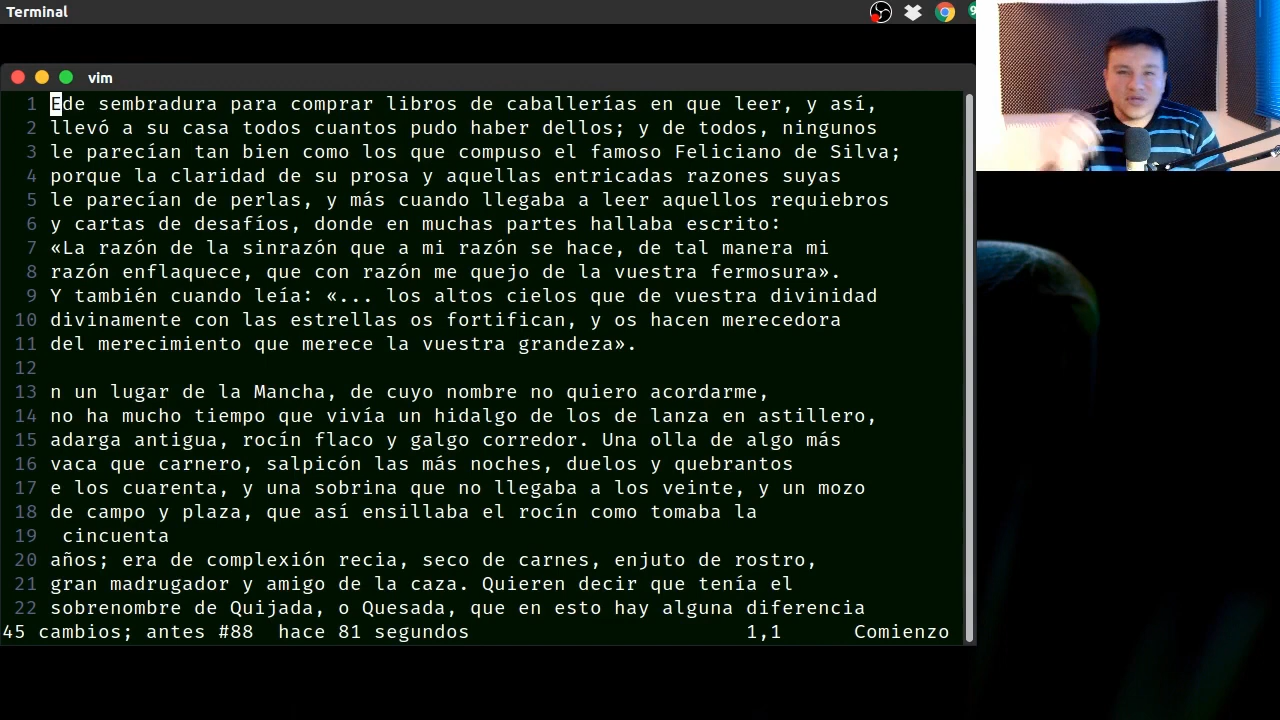 Terminal
9
vim
1 Ede sembradura para comprar libros de caballerías en que leer, y así,
2 llevó a su casa todos cuantos pudo haber dellos; y de todos, ningunos
3 le parecían tan bien como los que compuso el famoso Feliciano de Silva;
4 porque la claridad de su prosa y aquellas entricadas razones suyas
5 le parecían de perlas, y más cuando llegaba a leer aquellos requiebros
6 y cartas de desafíos, donde en muchas partes hallaba escrito:
7 «La razón de la sinrazón que a mi razón se hace, de tal manera mi
8 razón enflaquece, que con razón me quejo de la vuestra fermosura».
9 Y también cuando leía: «... los altos cielos que de vuestra divinidad
10 divinamente con las estrellas os fortifican, y os hacen merecedora
11 del merecimiento que merece la vuestra grandeza».
12
13 n un lugar de la Mancha, de cuyo nombre no quiero acordarme,
14 no ha mucho tiempo que vivía un hidalgo de los de lanza en astillero,
15 adarga antigua, rocín flaco y galgo corredor. Una olla de algo más
16 vaca que carnero, salpicón las más noches, duelos y quebrantos
17 e los cuarenta, y una sobrina que no llegaba a los veinte, y un mozo
18 de campo y plaza, que así ensillaba el rocín como tomaba la
19 cincuenta
20 años; era de complexión recia, seco de carnes, enjuto de rostro,
21 gran madrugador y amigo de la caza. Quieren decir que tenía el
22 sobrenombre de Quijada, o Quesada, que en esto hay alguna diferencia
45 cambios; antes #88 hace 81 segundos 1,1 Comienzo